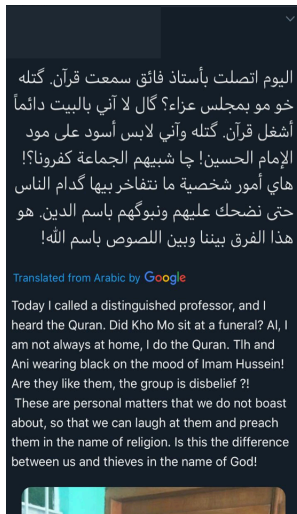 اليوم اتصلت بأستاذ فائق سمعت قرآن. گتله
خو مو بمجلس عزاء؟ گال لا آني بالبيت دائماً
أشغل قرآن. گتله وآني لابس أسود على مود
الإمام الحسين! چا شبيهم الجماعة كفرونا؟!
هاي أمور شخصية ما نتفاخر بيها گدام الناس
حتى نضحك عليهم ونبوگهم باسم الدين. هو
هذا الفرق بيننا وبين اللصوص باسم الله!
Translated from Arabic by Google
Today I called a distinguished professor, and I
heard the Quran. Did Kho Mo sit at a funeral? Al, I
am not always at home, I do the Quran. Tlh and
Ani wearing black on the mood of Imam Hussein!
Are they like them, the group is disbelief ?!
These are personal matters that we do not boast
about, so that we can laugh at them and preach
them in the name of religion. Is this the difference
between us and thieves in the name of God!